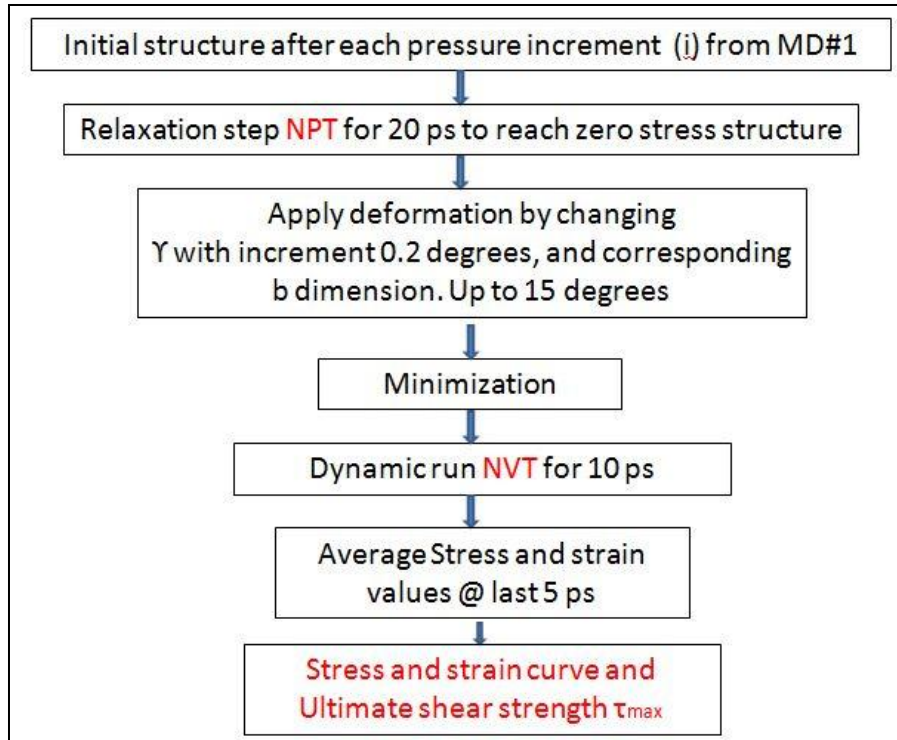 Initial structure after each pressure increment (i) from MD#1
Relaxation step NPT for 20 ps to reach zero stress structure
Apply deformation by changing
ϒ with increment 0.2 degrees, and corresponding
b dimension. Up to 15 degrees
Minimization
Dynamic run NVT for 10 ps
Average Stress and strain
values @ last 5 ps
Stress and strain curve and
Ultimate shear strength τmax